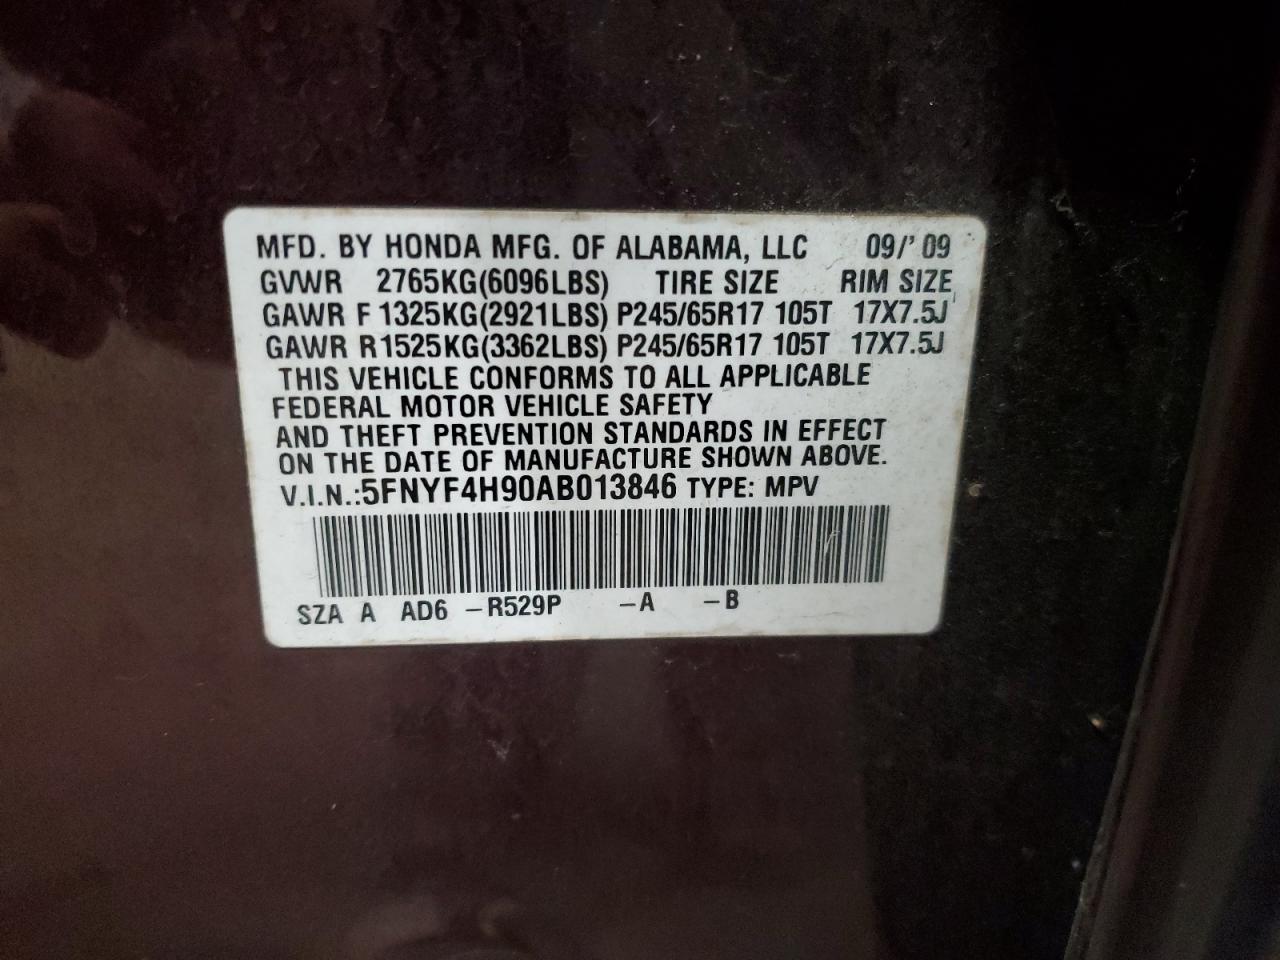 MFD. BY HONDA MFG. OF ALABAMA, LLC 09/'09
GVWR 2765KG(6096LBS) TIRE SIZE RIM SIZE
GAWR F 1325KG(2921LBS) P245/65R17 105T 17X7.5J
GAWR R1525KG(3362LBS) P245/65R17 105T 17X7.5J
THIS VEHICLE CONFORMS TO ALL APPLICABLE
FEDERAL MOTOR VEHICLE SAFETY
AND THEFT PREVENTION STANDARDS IN EFFECT
ON THE DATE OF MANUFACTURE SHOWN ABOVE.
V.I.N.:5FNYF4H90AB013846 TYPE: MPV
SZA A AD6 -R529P -A -B